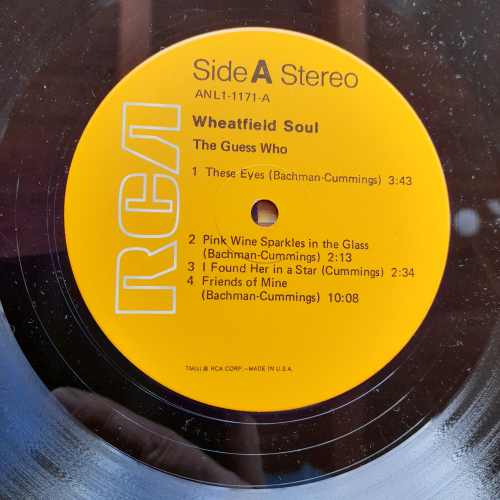 Side A Stereo
ANL1-1171-A
Wheatfield Soul
The Guess Who
1 These Eyes (Bachman-Cummings) 3:43
2 Pink Wine Sparkles in the Glass
(Bachman-Cummings) 2:13
3 I Found Her in a Star (Cummings) 2:34
4 Friends of Mine
(Bachman-Cummings) 10:08
RCA
TM(s) ® RCA CORP.—MADE IN U.S.A.